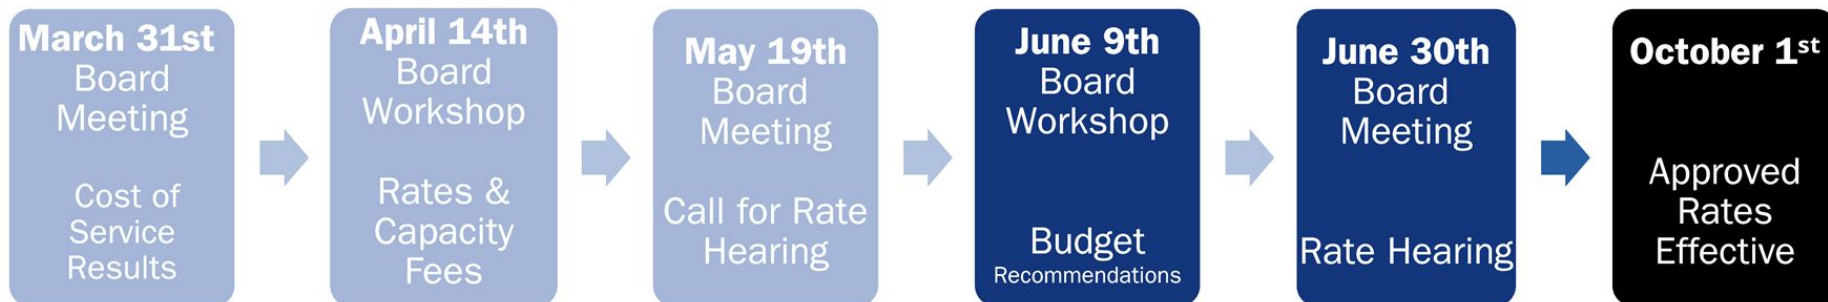 March 31st
Board
Meeting
Cost of
Service
Results
April 14th
Board
Workshop
Rates &
Capacity
Fees
May 19th
Board
Meeting
Call for Rate
Hearing
June 9th
Board
Workshop
Budget
Recommendations
June 30th
Board
Meeting
Rate Hearing
October 1st
Approved
Rates
Effective